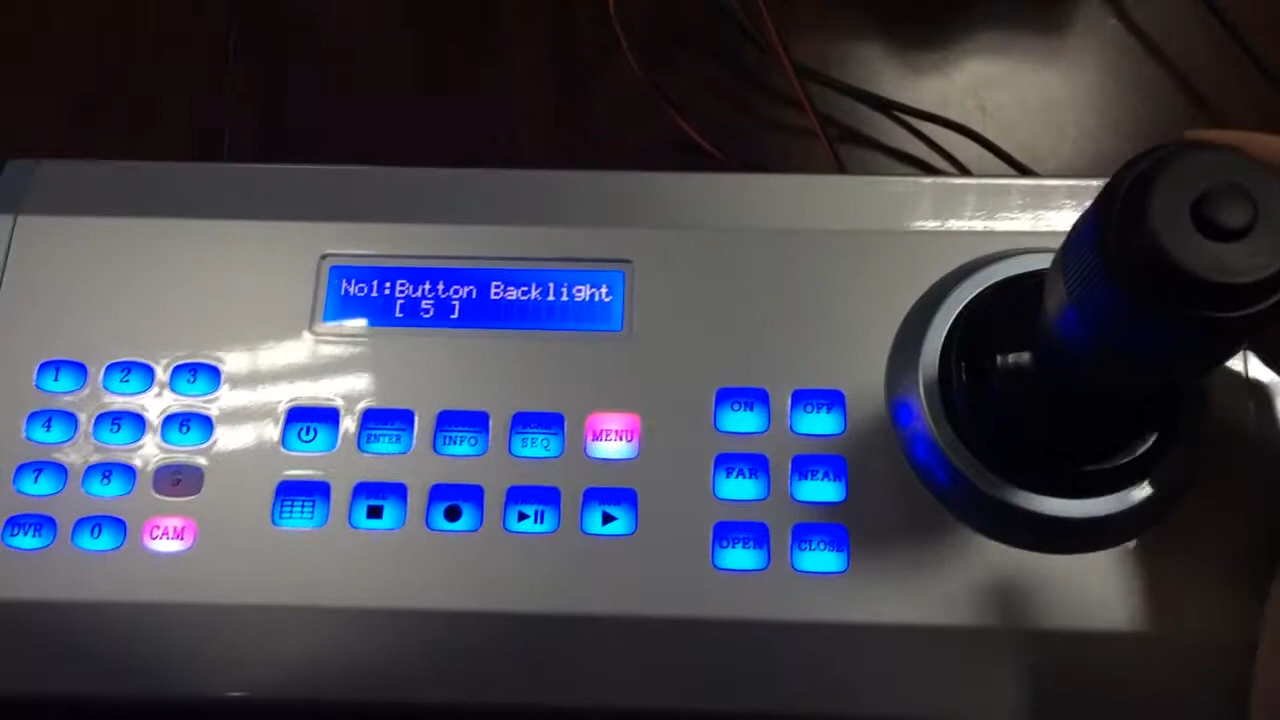 No1:Button Backlight
[ 5 ]
1 2 3
4 5 6
7 8
DVR 0 CAM
ENTER INFO SEQ MENU
ON OFF
FAR NEAR
OPEN CLOSE